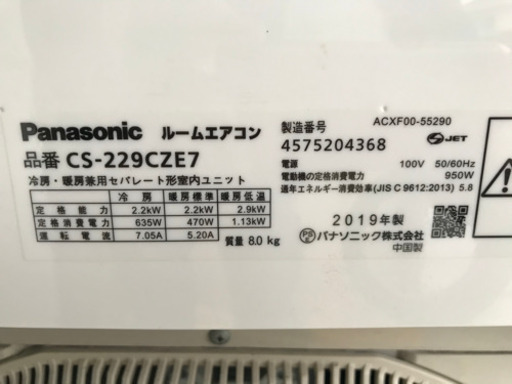 ACXF00-55290
Panasonic ルームエアコン
製造番号
4575204368
JET
品番 CS-229CZE7
電源 100V 50/60Hz
電動機の定格消費電力 950W
通年エネルギー消費効率(JIS C 9612:2013) 5.8
冷房・暖房兼用セパレート形室内ユニット
冷房 暖房標準 暖房低温
定格能力 2.2kW 2.2kW 2.9kW
定格消費電力 635W 470W 1.13kW
運転電流 7.05A 5.20A
質量 8.0 kg
2019年製
パナソニック株式会社
中国製